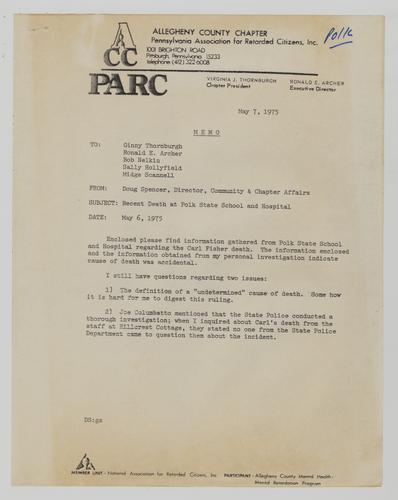 ALLEGHENY COUNTY CHAPTER
Pennsylvania Association for Retarded Citizens, Inc.
1001 BRIGHTON ROAD
Pittsburgh, Pennsylvania 15233
telephone (412) 322 6008
Polk
ACC
PARC
VIRGINIA J. THORNBURGH
Chapter President
RONALD E. ARCHER
Executive Director
May 7, 1975
MEMO
TO: Ginny Thornburgh
Ronald E. Archer
Bob Nelkin
Sally Hollyfield
Midge Scannell
FROM: Doug Spencer, Director, Community & Chapter Affairs
SUBJECT: Recent Death at Polk State School and Hospital
DATE: May 6, 1975
Enclosed please find information gathered from Polk State School
and Hospital regarding the Carl Fisher death. The information enclosed
and the information obtained from my personal investigation indicate
cause of death was accidental.
I still have questions regarding two issues:
1) The definition of a "undetermined" cause of death. Some how
it is hard for me to digest this ruling.
2) Joe Columbatto mentioned that the State Police conducted a
thorough investigation; when I inquired about Carl's death from the
staff at Hillcrest Cottage, they stated no one from the State Police
Department came to question them about the incident.
DS:gs
MEMBER UNIT - National Association for Retarded Citizens, Inc. PARTICIPANT - Allegheny County Mental Health -
Mental Retardation Program